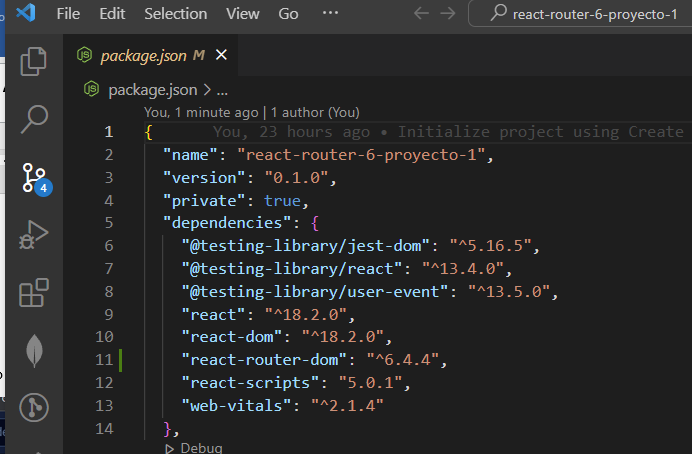 File Edit Selection View Go ... react-router-6-proyecto-1
JS package.json M
JS package.json > ...
You, 1 minute ago | 1 author (You)
1 { You, 23 hours ago • Initialize project using Create
2 "name": "react-router-6-proyecto-1",
3 "version": "0.1.0",
4 "private": true,
5 "dependencies": {
6 "@testing-library/jest-dom": "^5.16.5",
7 "@testing-library/react": "^13.4.0",
8 "@testing-library/user-event": "^13.5.0",
9 "react": "^18.2.0",
10 "react-dom": "^18.2.0",
11 "react-router-dom": "^6.4.4",
12 "react-scripts": "5.0.1",
13 "web-vitals": "^2.1.4"
14 },
Debug
4